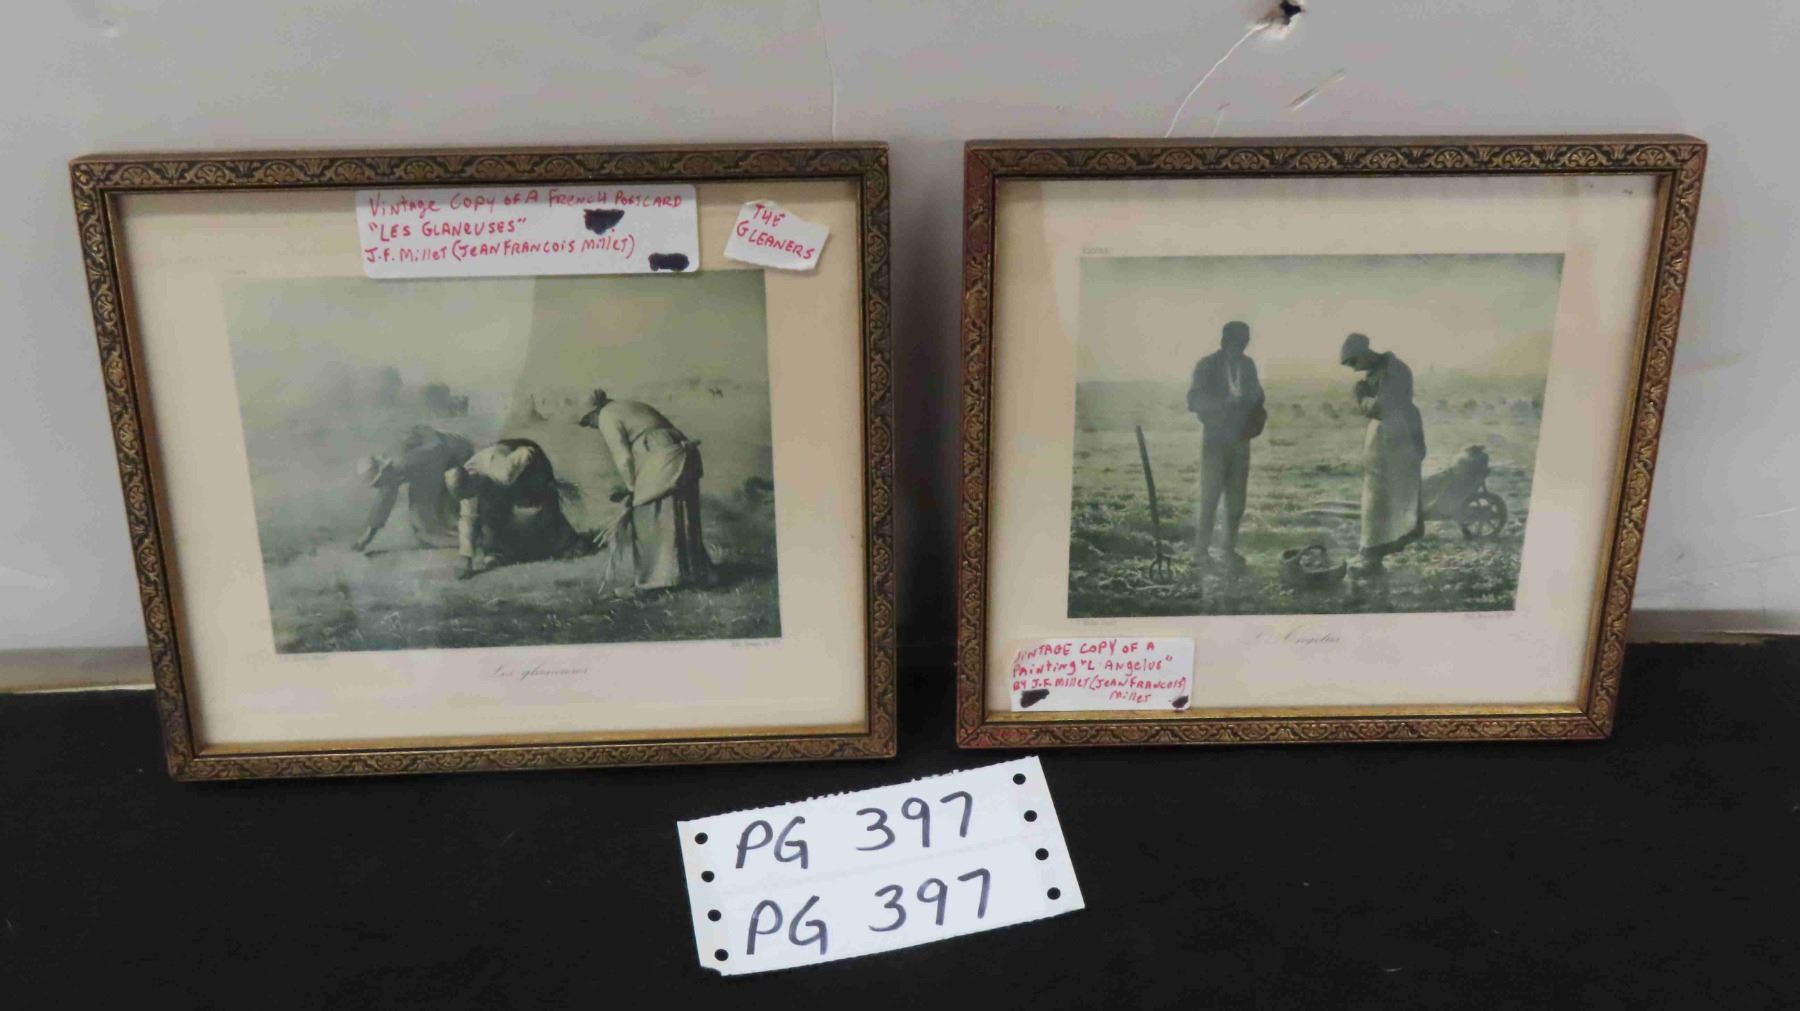 Vintage Copy of A French Postcard
"Les Glaneuses"
J.F. Millet (Jean Francois Millet)
The
Gleaners
Les glaneuses
Vintage Copy of A
Painting "L'Angelus"
By J.F. Millet (Jean Francois)
Millet
L'Angelus
PG 397
PG 397